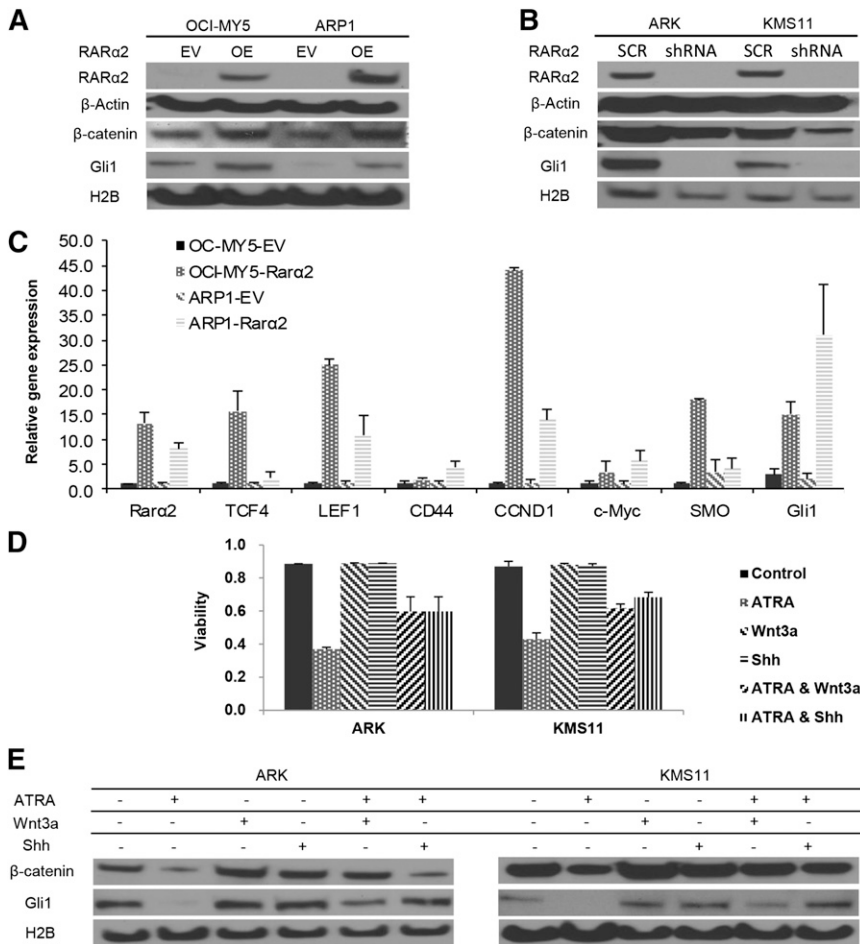 A
OCI-MY5 ARP1
RARα2 EV OE EV OE
RARα2
β-Actin
β-catenin
Gli1
H2B
B
ARK KMS11
RARα2 SCR shRNA SCR shRNA
RARα2
β-Actin
β-catenin
Gli1
H2B
C
Relative gene expression
50.0
45.0
40.0
35.0
30.0
25.0
20.0
15.0
10.0
5.0
0.0
OC-MY5-EV
OCI-MY5-Rarα2
ARP1-EV
ARP1-Rarα2
Rarα2 TCF4 LEF1 CD44 CCND1 c-Myc SMO Gli1
D
Viability
1.0
0.8
0.6
0.4
0.2
0.0
ARK KMS11
Control
ATRA
Wnt3a
Shh
ATRA & Wnt3a
ATRA & Shh
E
ARK KMS11
ATRA - + - - + + - + - - + +
Wnt3a - - + - + - - - + - + -
Shh - - - + - + - - - + - +
β-catenin
Gli1
H2B